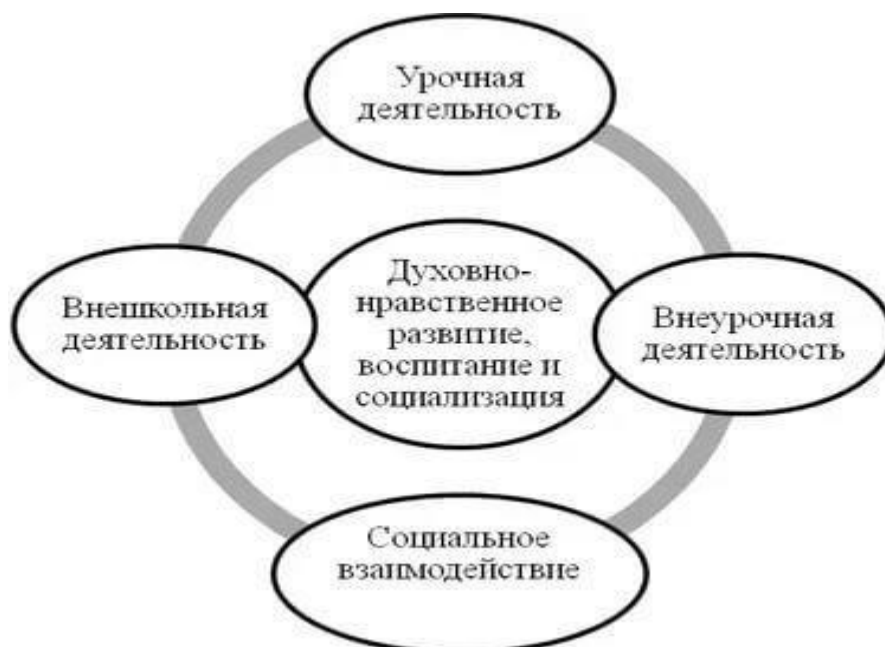 Урочная
деятельность
Внешкольная
деятельность
Духовно-
нравственное
развитие,
воспитание и
социализация
Внеурочная
деятельность
Социальное
взаимодействие